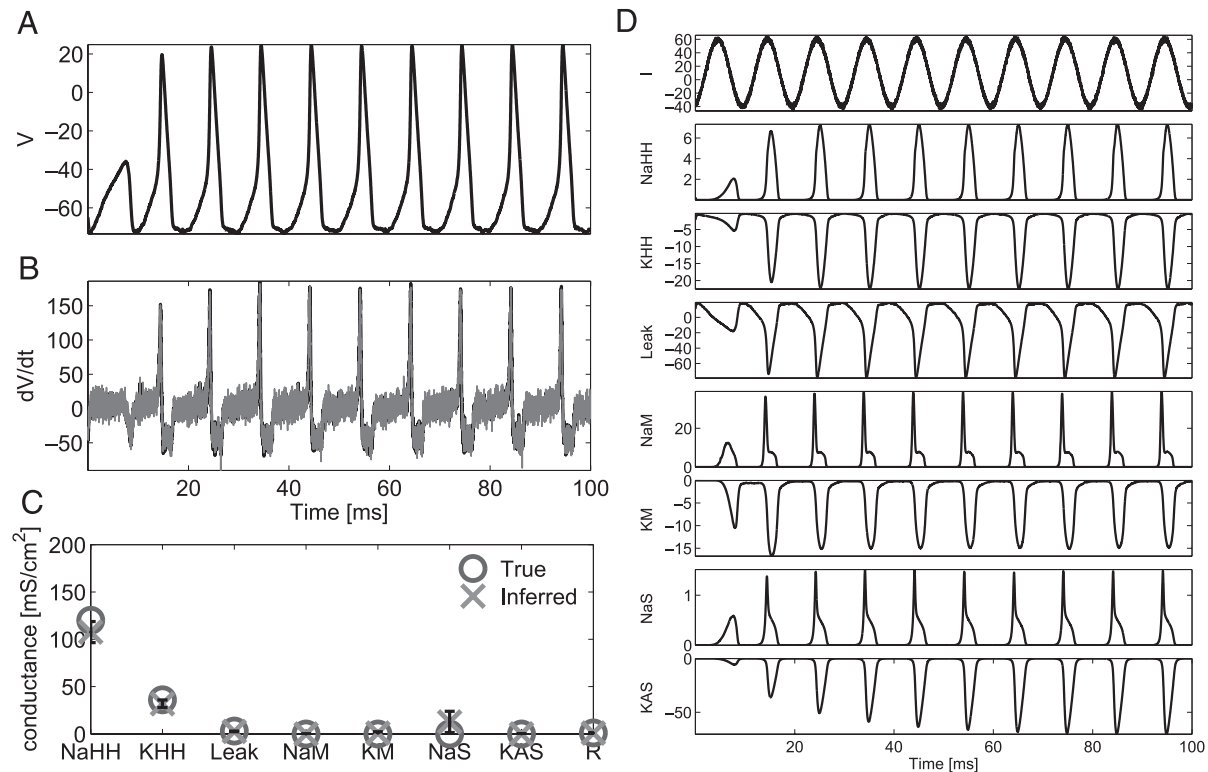 A
20
0
−20
−40
−60
V
B
150
100
50
0
−50
dV/dt
20 40 60 80 100
Time [ms]
C
200
150
100
50
0
conductance [mS/cm2]
True
Inferred
NaHH KHH Leak NaM KM NaS KAS R
D
60
40
20
0
−20
−40
I
6
4
2
NaHH
−5
−10
−15
−20
KHH
0
−20
−40
−60
Leak
20
0
NaM
0
−5
−10
−15
KM
1
0
NaS
0
−50
KAS
20 40 60 80 100
Time [ms]